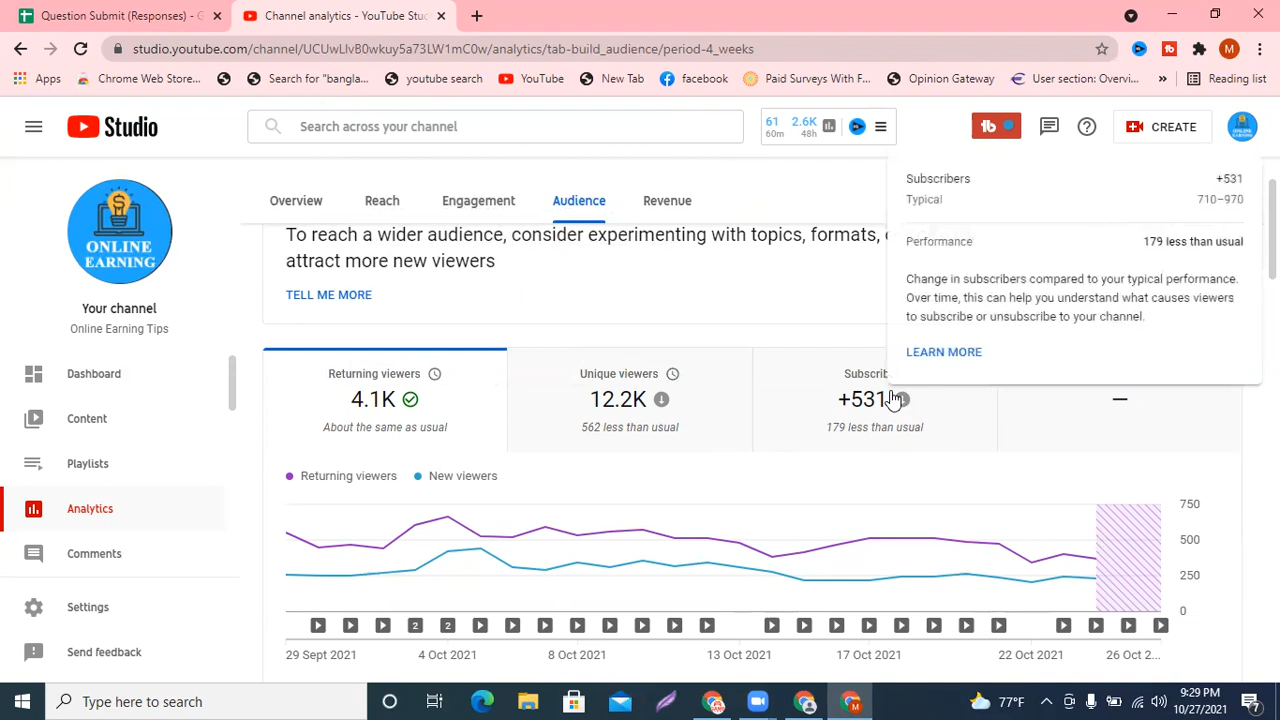 Question Submit (Responses) - G
Channel analytics - YouTube Stu
studio.youtube.com/channel/UCUwLlvB0wkuy5a73LW1mC0w/analytics/tab-build_audience/period-4_weeks
M
Apps
Chrome Web Store...
Search for "bangla...
youtube.search
YouTube
New Tab
facebook
Paid Surveys With F...
Opinion Gateway
User section: Overvi...
»
Reading list
Studio
Search across your channel
61
60m
2.6K
48h
tb
CREATE
Subscribers +531
Typical 710–970
Performance 179 less than usual
Change in subscribers compared to your typical performance.
Over time, this can help you understand what causes viewers
to subscribe or unsubscribe to your channel.
LEARN MORE
ONLINE
EARNING
Your channel
Online Earning Tips
Dashboard
Content
Playlists
Analytics
Comments
Settings
Send feedback
Overview
Reach
Engagement
Audience
Revenue
To reach a wider audience, consider experimenting with topics, formats,
attract more new viewers
TELL ME MORE
Returning viewers
4.1K
About the same as usual
Unique viewers
12.2K
562 less than usual
Subscrib
+531
179 less than usual
—
Returning viewers
New viewers
750
500
250
0
2
2
29 Sept 2021
4 Oct 2021
8 Oct 2021
13 Oct 2021
17 Oct 2021
22 Oct 2021
26 Oct 2...
Type here to search
77°F
9:29 PM
10/27/2021
7